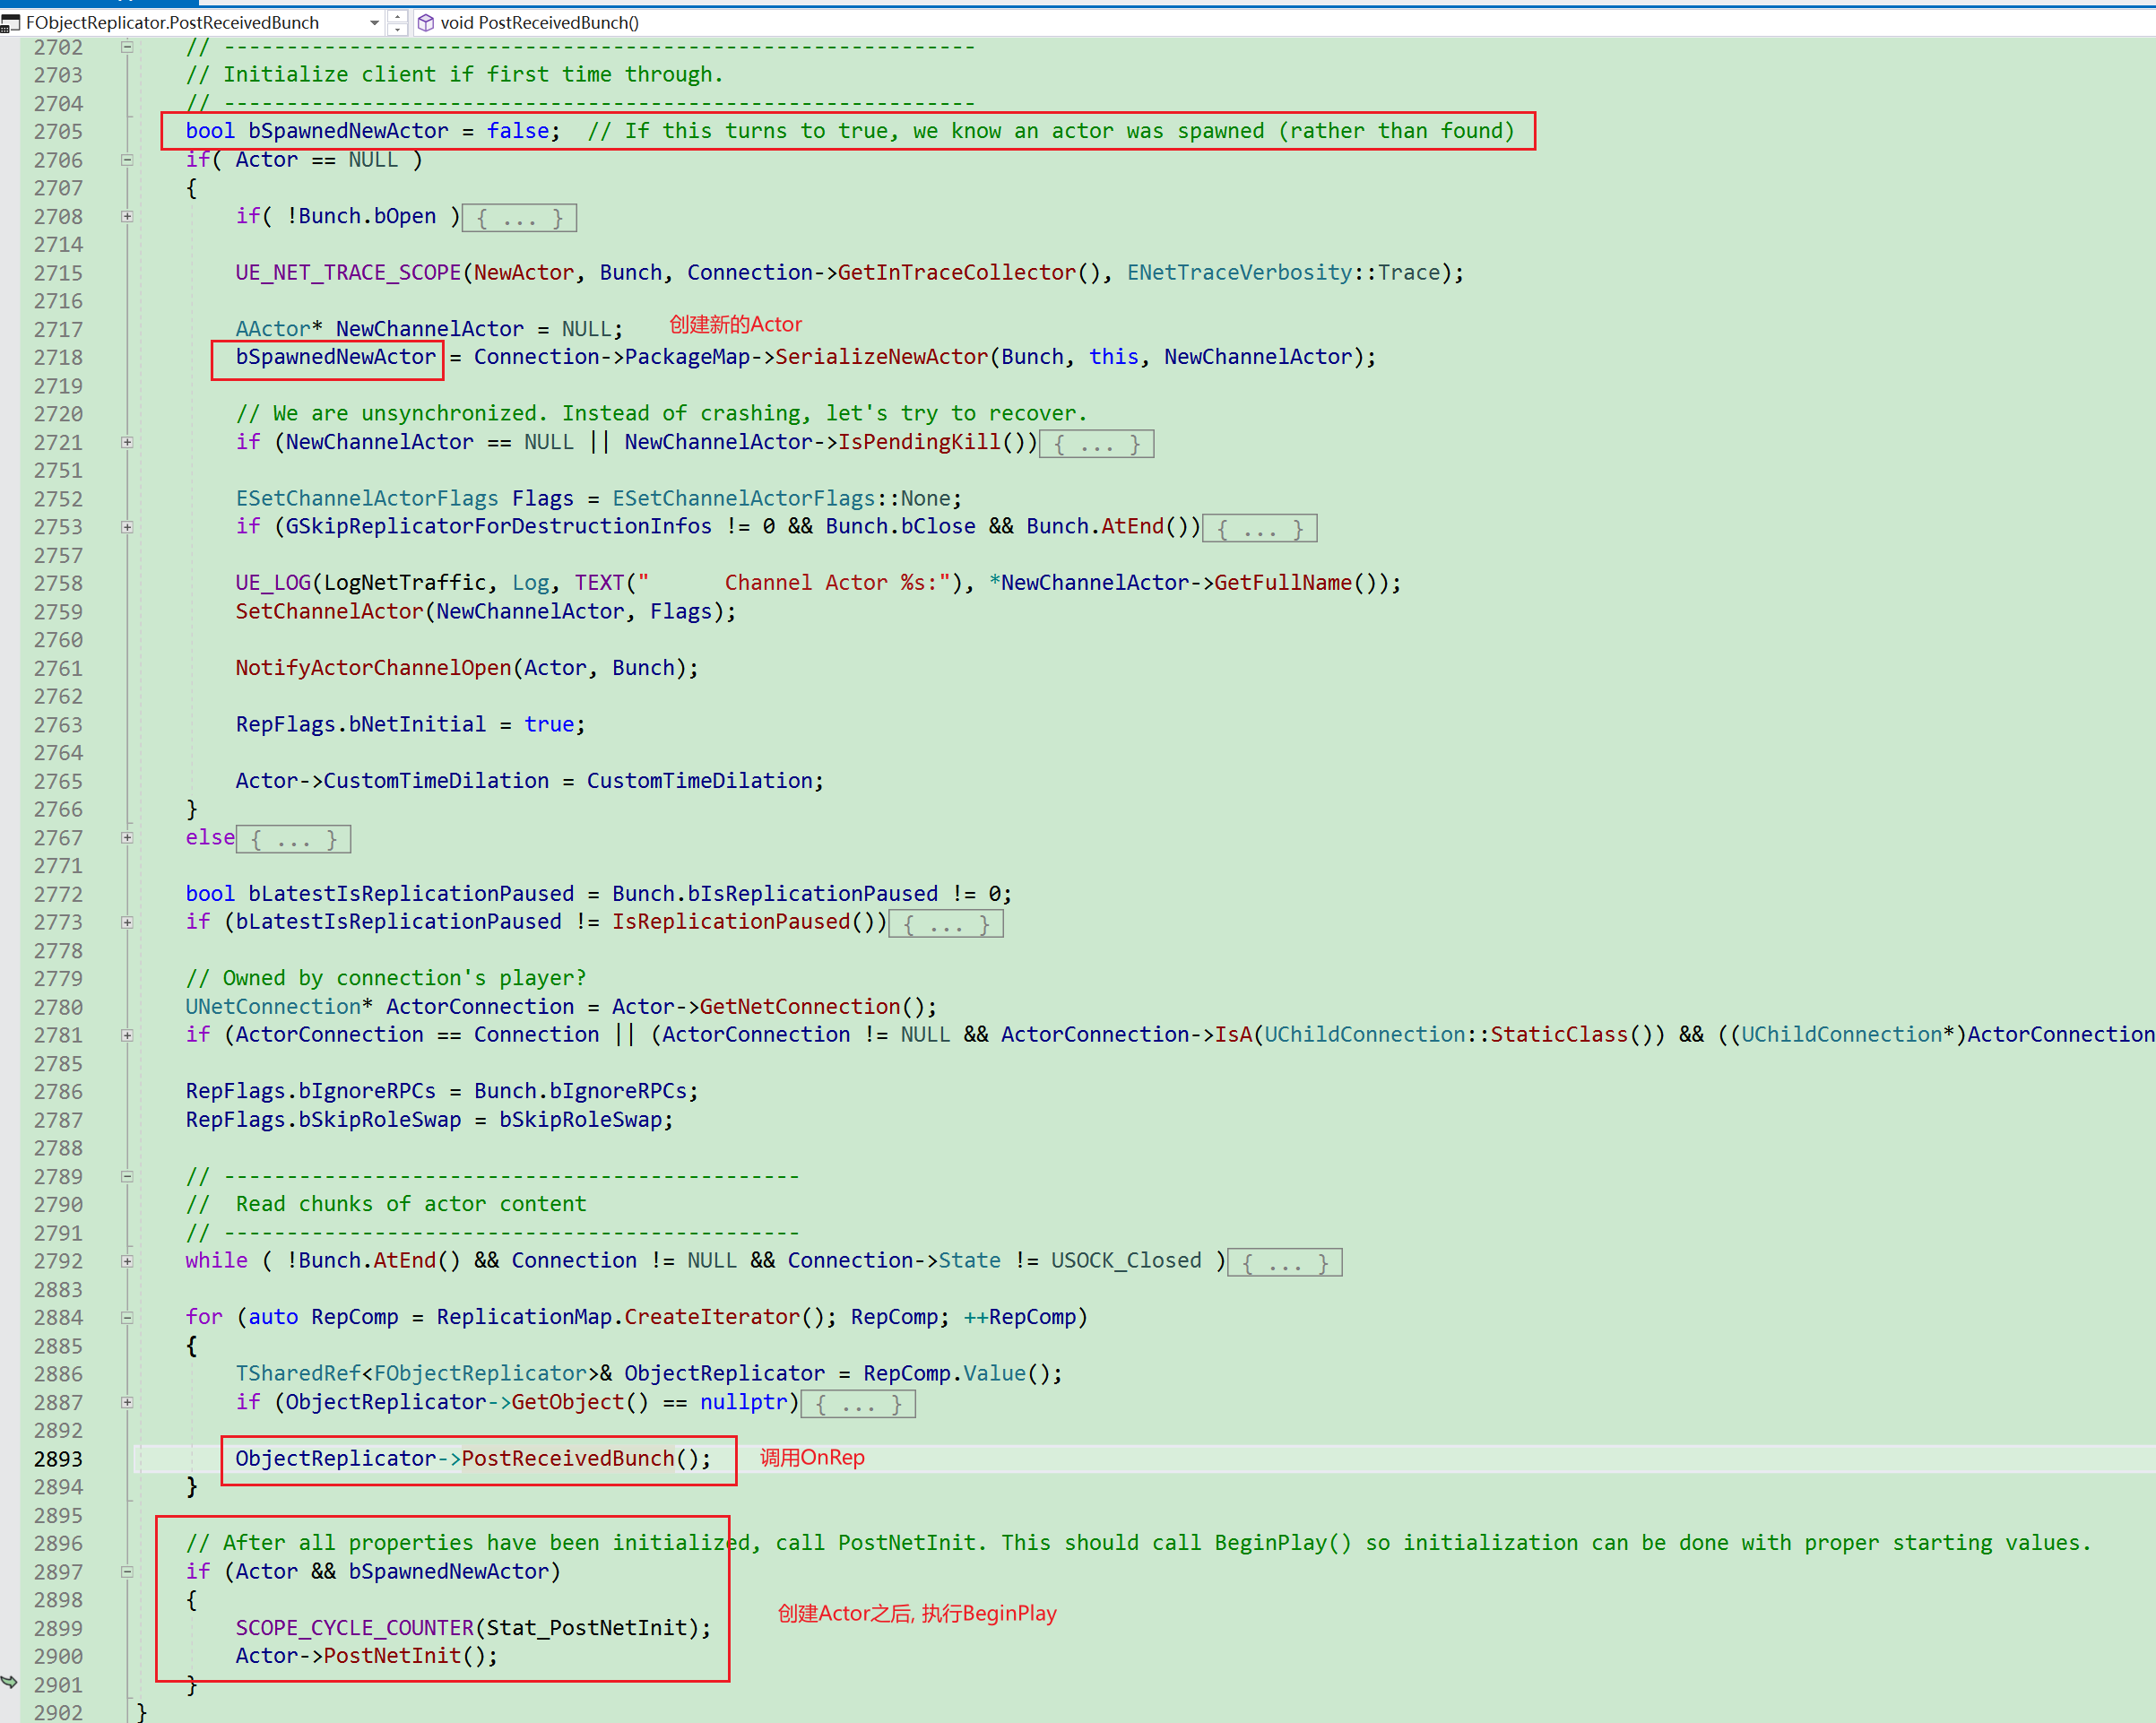 FObjectReplicator.PostReceivedBunch void PostReceivedBunch()
2702 // ------------------------------------------------------------
2703 // Initialize client if first time through.
2704 // ------------------------------------------------------------
2705 bool bSpawnedNewActor = false; // If this turns to true, we know an actor was spawned (rather than found)
2706 if( Actor == NULL )
2707 {
2708 if( !Bunch.bOpen ) { ... }
2714
2715 UE_NET_TRACE_SCOPE(NewActor, Bunch, Connection->GetInTraceCollector(), ENetTraceVerbosity::Trace);
2716
2717 AActor* NewChannelActor = NULL; 创建新的Actor
2718 bSpawnedNewActor = Connection->PackageMap->SerializeNewActor(Bunch, this, NewChannelActor);
2719
2720 // We are unsynchronized. Instead of crashing, let's try to recover.
2721 if (NewChannelActor == NULL || NewChannelActor->IsPendingKill()) { ... }
2751
2752 ESetChannelActorFlags Flags = ESetChannelActorFlags::None;
2753 if (GSkipReplicatorForDestructionInfos != 0 && Bunch.bClose && Bunch.AtEnd()) { ... }
2757
2758 UE_LOG(LogNetTraffic, Log, TEXT("      Channel Actor %s:"), *NewChannelActor->GetFullName());
2759 SetChannelActor(NewChannelActor, Flags);
2760
2761 NotifyActorChannelOpen(Actor, Bunch);
2762
2763 RepFlags.bNetInitial = true;
2764
2765 Actor->CustomTimeDilation = CustomTimeDilation;
2766 }
2767 else { ... }
2771
2772 bool bLatestIsReplicationPaused = Bunch.bIsReplicationPaused != 0;
2773 if (bLatestIsReplicationPaused != IsReplicationPaused()) { ... }
2778
2779 // Owned by connection's player?
2780 UNetConnection* ActorConnection = Actor->GetNetConnection();
2781 if (ActorConnection == Connection || (ActorConnection != NULL && ActorConnection->IsA(UChildConnection::StaticClass()) && ((UChildConnection*)ActorConnection
2785
2786 RepFlags.bIgnoreRPCs = Bunch.bIgnoreRPCs;
2787 RepFlags.bSkipRoleSwap = bSkipRoleSwap;
2788
2789 // ----------------------------------------------
2790 //  Read chunks of actor content
2791 // ----------------------------------------------
2792 while ( !Bunch.AtEnd() && Connection != NULL && Connection->State != USOCK_Closed ) { ... }
2883
2884 for (auto RepComp = ReplicationMap.CreateIterator(); RepComp; ++RepComp)
2885 {
2886 TSharedRef<FObjectReplicator>& ObjectReplicator = RepComp.Value();
2887 if (ObjectReplicator->GetObject() == nullptr) { ... }
2892
2893 ObjectReplicator->PostReceivedBunch(); 调用OnRep
2894 }
2895
2896 // After all properties have been initialized, call PostNetInit. This should call BeginPlay() so initialization can be done with proper starting values.
2897 if (Actor && bSpawnedNewActor)
2898 {
2899 SCOPE_CYCLE_COUNTER(Stat_PostNetInit); 创建Actor之后, 执行BeginPlay
2900 Actor->PostNetInit();
2901 }
2902 }